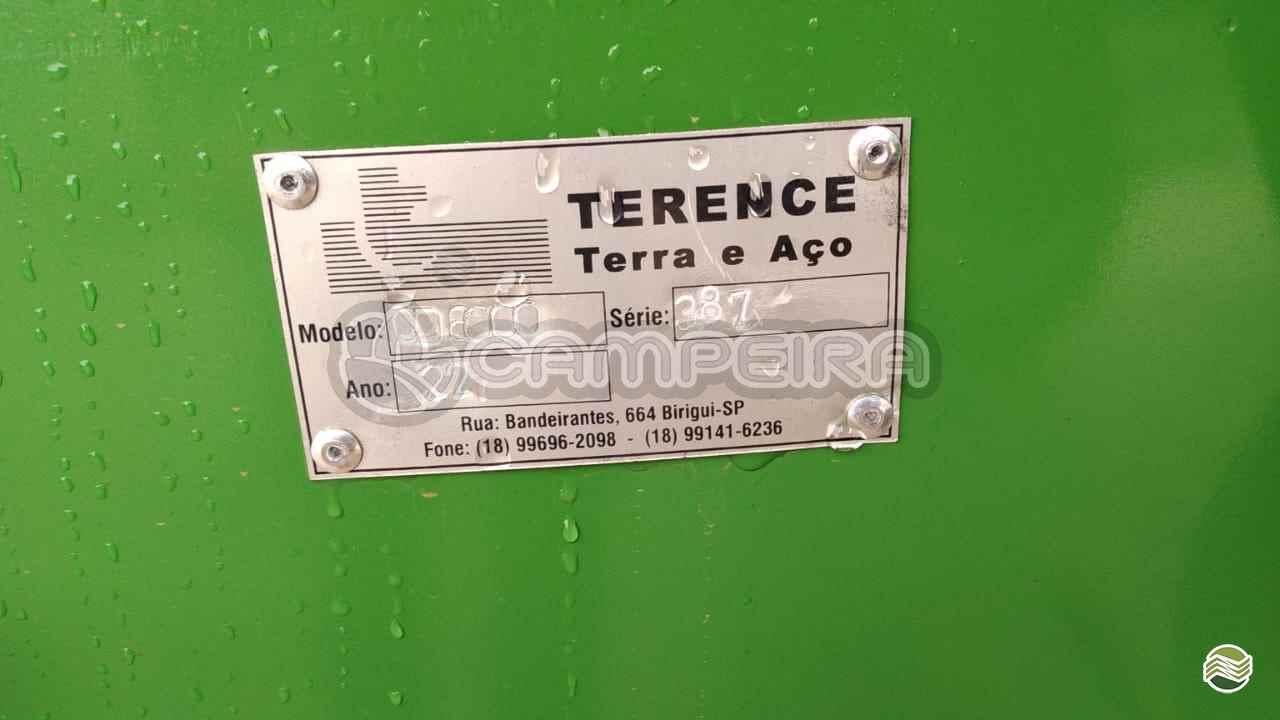 TERENCE
Terra e Aço
Modelo:
Série: 387
Ano:
CAMPEIRA
Rua: Bandeirantes, 664 Birigui-SP
Fone: (18) 99696-2098 - (18) 99141-6236